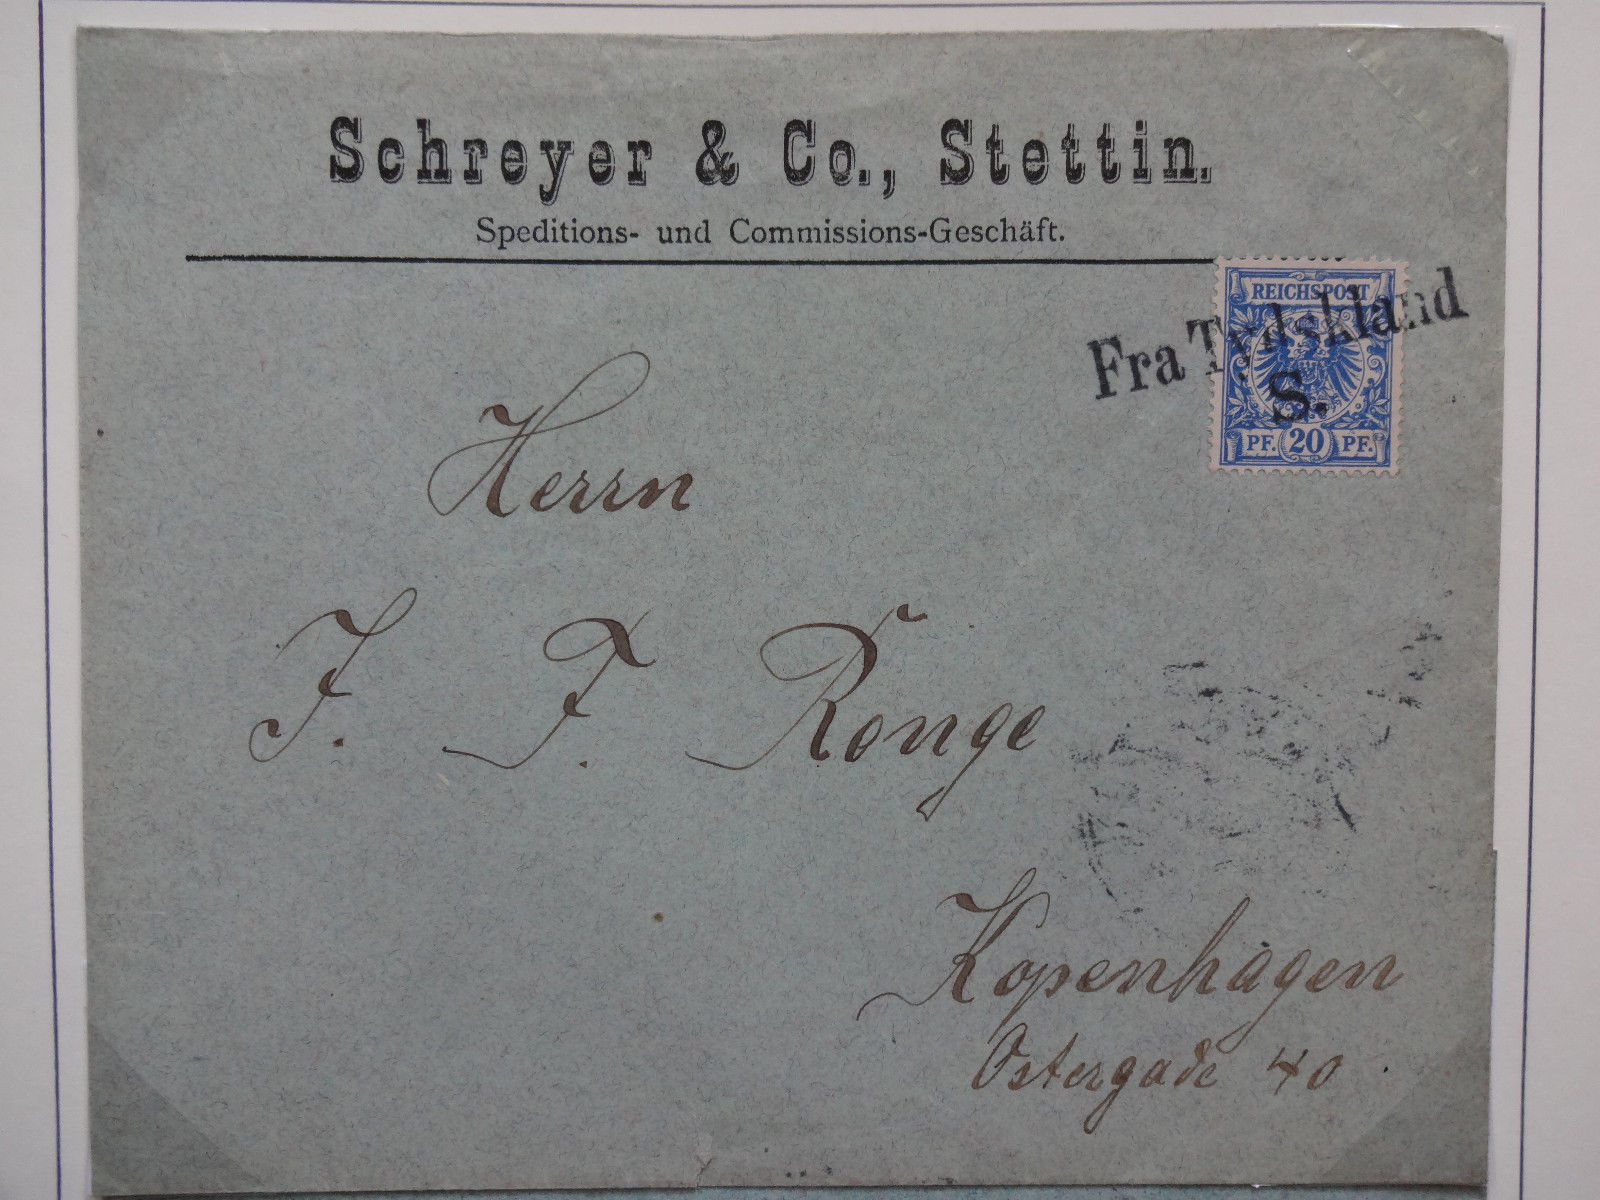 Schreyer & Co., Stettin.
Speditions- und Commissions-Geschäft.
REICHSPOST
Fra Tydskland
S.
PF. 20 PF.
Herrn
J. F. Ronge
Kopenhagen
Ostergade 40